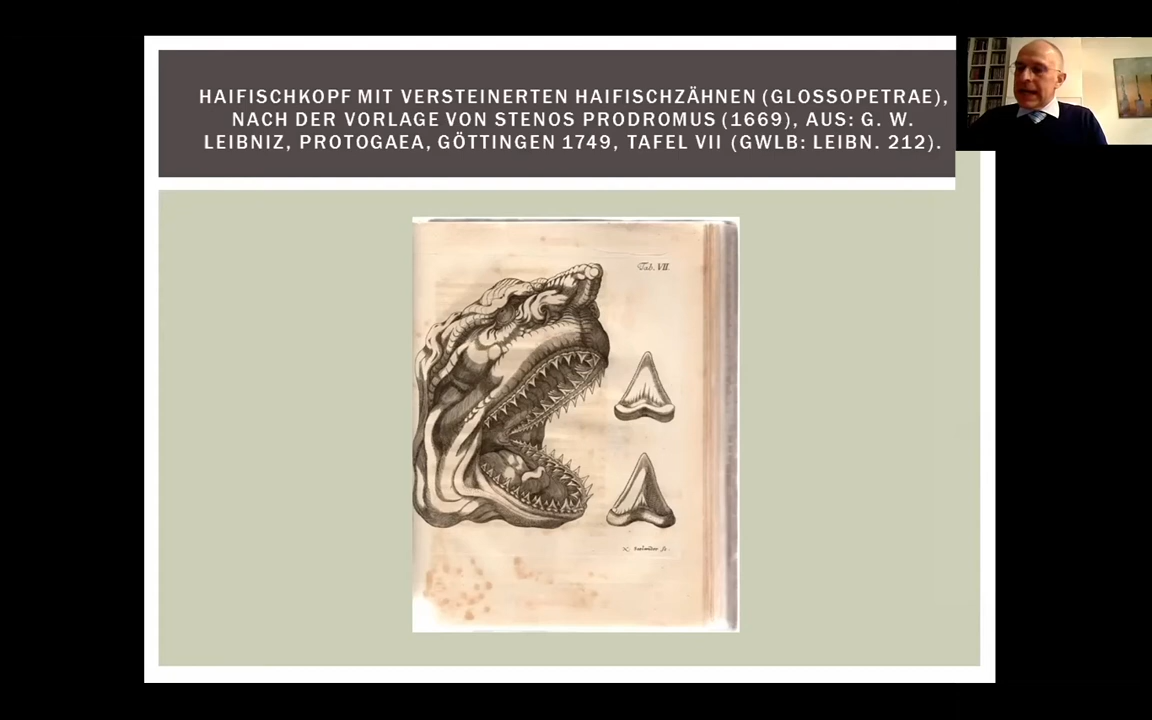 HAIFISCHKOPF MIT VERSTEINERTEN HAIFISCHZÄHNEN (GLOSSOPETRAE),
NACH DER VORLAGE VON STENOS PRODROMUS (1669), AUS: G. W.
LEIBNIZ, PROTOGAEA, GÖTTINGEN 1749, TAFEL VII (GWLB: LEIBN. 212).
Tab. VII.